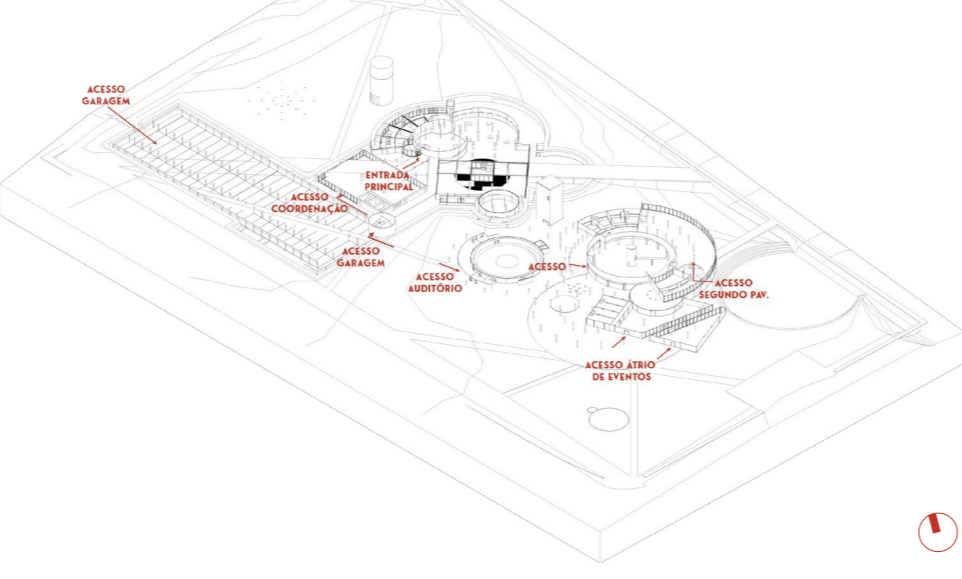 ACESSO
GARAGEM
ENTRADA
PRINCIPAL
ACESSO
COORDENAÇÃO
ACESSO
GARAGEM
ACESSO
AUDITÓRIO
ACESSO
ACESSO
SEGUNDO PAV.
ACESSO ÁTRIO
DE EVENTOS